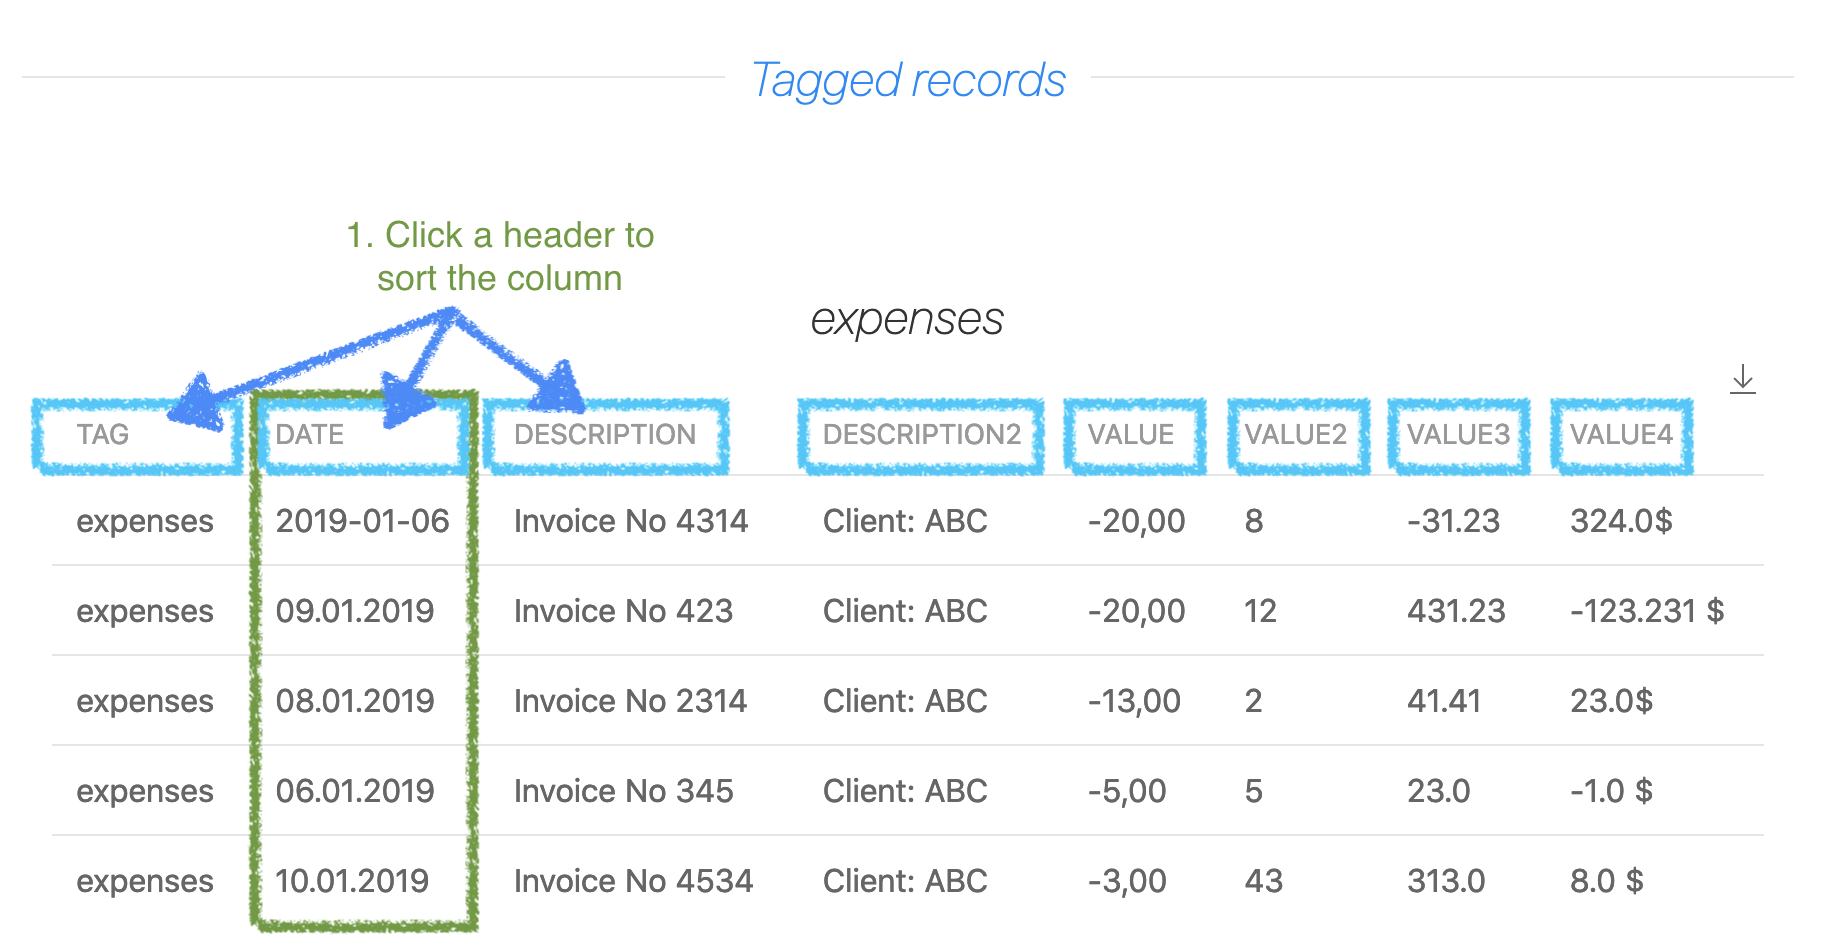 Tagged records
1. Click a header to
sort the column
expenses
TAG DATE DESCRIPTION DESCRIPTION2 VALUE VALUE2 VALUE3 VALUE4
expenses 2019-01-06 Invoice No 4314 Client: ABC -20,00 8 -31.23 324.0$
expenses 09.01.2019 Invoice No 423 Client: ABC -20,00 12 431.23 -123.231 $
expenses 08.01.2019 Invoice No 2314 Client: ABC -13,00 2 41.41 23.0$
expenses 06.01.2019 Invoice No 345 Client: ABC -5,00 5 23.0 -1.0 $
expenses 10.01.2019 Invoice No 4534 Client: ABC -3,00 43 313.0 8.0 $